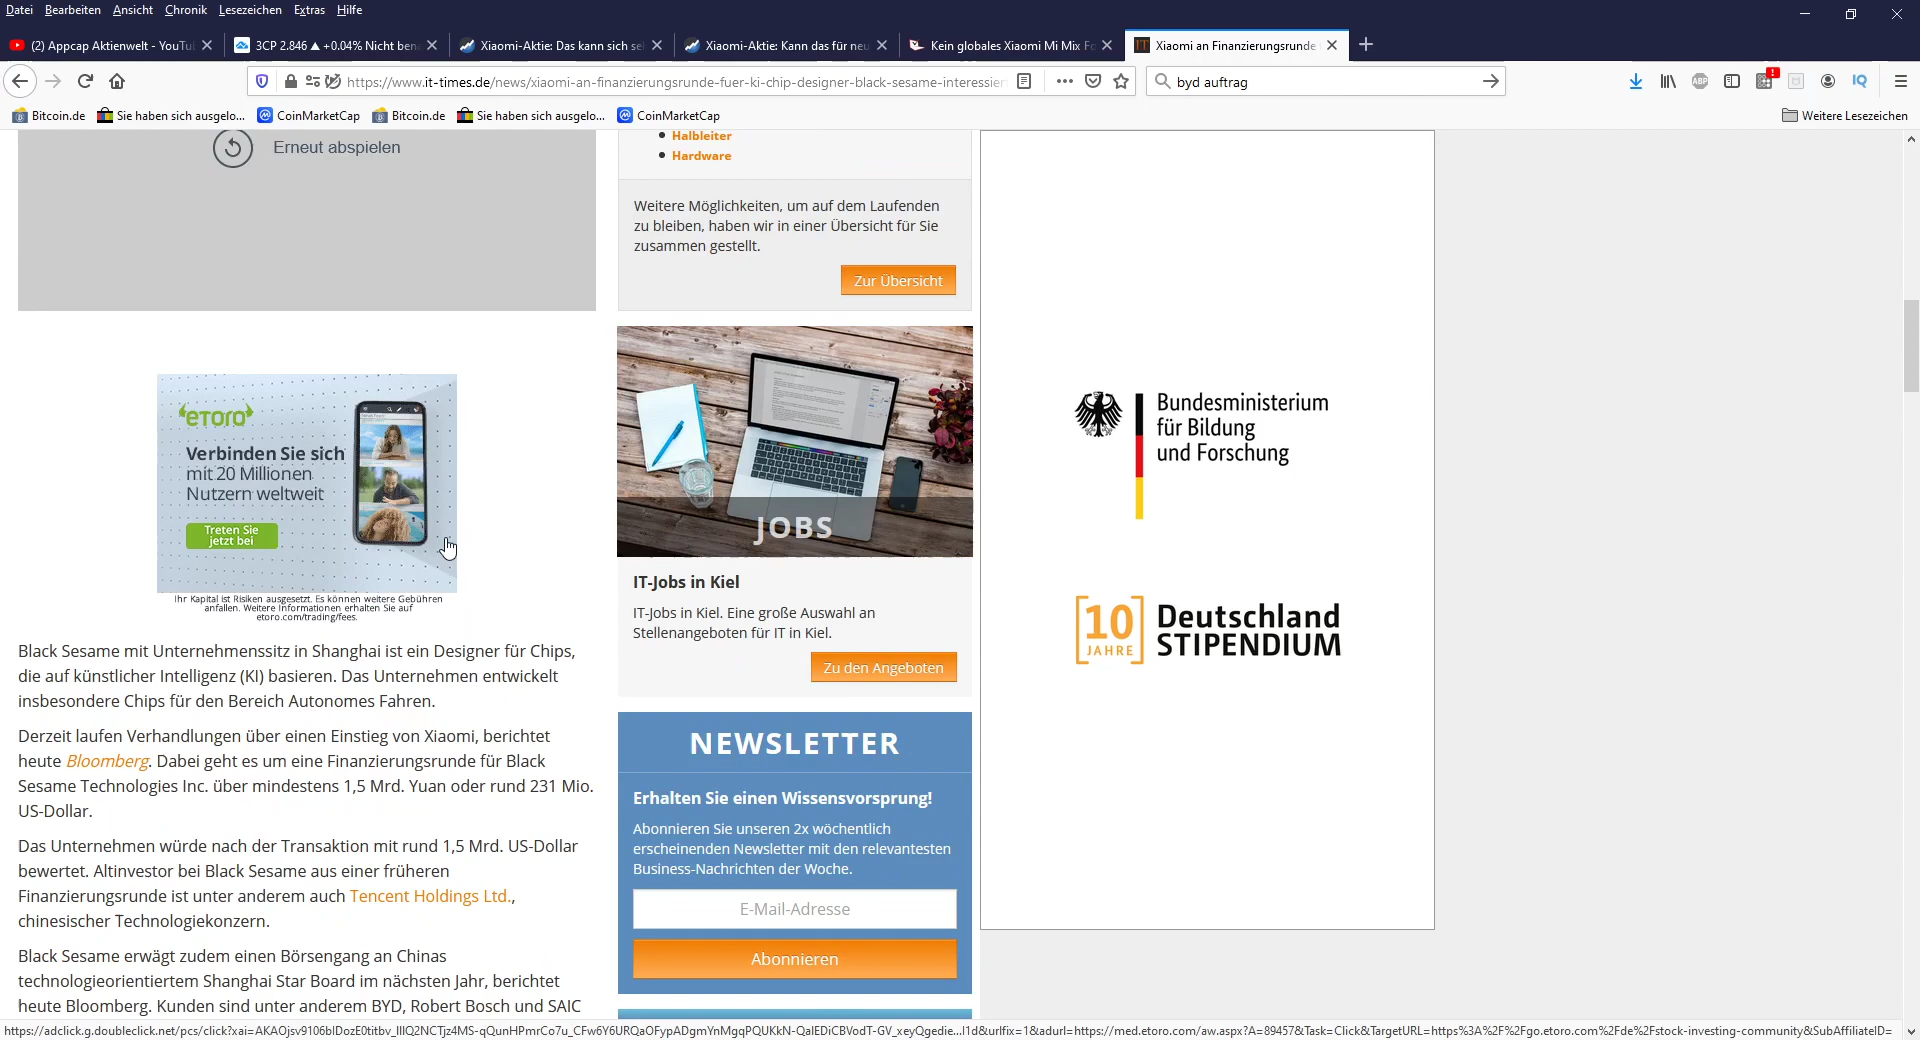 Datei Bearbeiten Ansicht Chronik Lesezeichen Extras Hilfe
(2) Appcap Aktienwelt - YouTu
3CP 2.846 ▲ +0.04% Nicht ben
Xiaomi-Aktie: Das kann sich se
Xiaomi-Aktie: Kann das für neu
Kein globales Xiaomi Mi Mix Fo
Xiaomi an Finanzierungsrunde
https://www.it-times.de/news/xiaomi-an-finanzierungsrunde-fuer-ki-chip-designer-black-sesame-interessier
byd auftrag
Bitcoin.de
Sie haben sich ausgelo...
CoinMarketCap
Bitcoin.de
Sie haben sich ausgelo...
CoinMarketCap
Weitere Lesezeichen
Erneut abspielen
etoro
Verbinden Sie sich
mit 20 Millionen
Nutzern weltweit
Treten Sie
jetzt bei
Ihr Kapital ist Risiken ausgesetzt. Es können weitere Gebühren
anfallen. Weitere Informationen erhalten Sie auf
etoro.com/trading/fees.
Black Sesame mit Unternehmenssitz in Shanghai ist ein Designer für Chips,
die auf künstlicher Intelligenz (KI) basieren. Das Unternehmen entwickelt
insbesondere Chips für den Bereich Autonomes Fahren.
Derzeit laufen Verhandlungen über einen Einstieg von Xiaomi, berichtet
heute Bloomberg. Dabei geht es um eine Finanzierungsrunde für Black
Sesame Technologies Inc. über mindestens 1,5 Mrd. Yuan oder rund 231 Mio.
US-Dollar.
Das Unternehmen würde nach der Transaktion mit rund 1,5 Mrd. US-Dollar
bewertet. Altinvestor bei Black Sesame aus einer früheren
Finanzierungsrunde ist unter anderem auch Tencent Holdings Ltd.,
chinesischer Technologiekonzern.
Black Sesame erwägt zudem einen Börsengang an Chinas
technologieorientiertem Shanghai Star Board im nächsten Jahr, berichtet
heute Bloomberg. Kunden sind unter anderem BYD, Robert Bosch und SAIC
Halbleiter
Hardware
Weitere Möglichkeiten, um auf dem Laufenden
zu bleiben, haben wir in einer Übersicht für Sie
zusammen gestellt.
Zur Übersicht
JOBS
IT-Jobs in Kiel
IT-Jobs in Kiel. Eine große Auswahl an
Stellenangeboten für IT in Kiel.
Zu den Angeboten
NEWSLETTER
Erhalten Sie einen Wissensvorsprung!
Abonnieren Sie unseren 2x wöchentlich
erscheinenden Newsletter mit den relevantesten
Business-Nachrichten der Woche.
E-Mail-Adresse
Abonnieren
Bundesministerium
für Bildung
und Forschung
10
JAHRE
Deutschland
STIPENDIUM